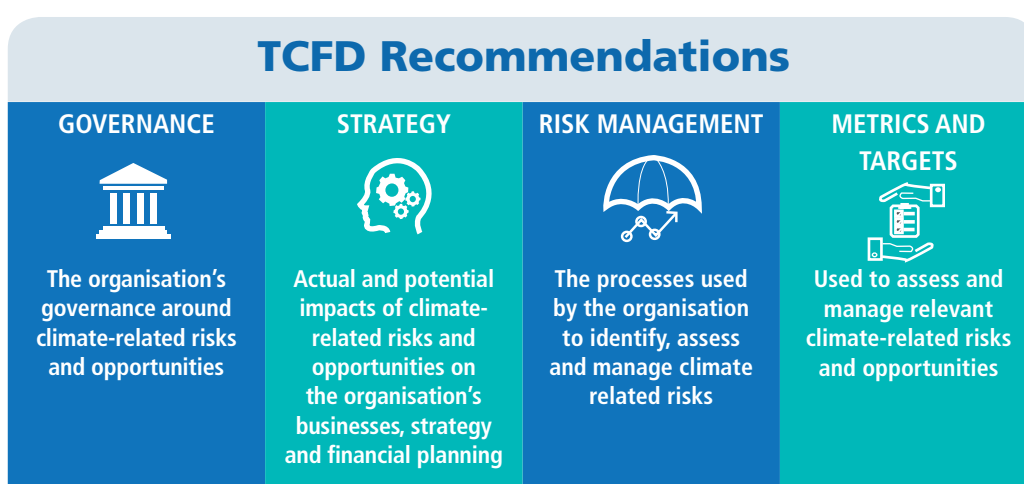 TCFD Recommendations
GOVERNANCE
The organisation's
governance around
climate-related risks
and opportunities
STRATEGY
Actual and potential
impacts of climate-
related risks and
opportunities on
the organisation's
businesses, strategy
and financial planning
RISK MANAGEMENT
The processes used
by the organisation
to identify, assess
and manage climate
related risks
METRICS AND
TARGETS
Used to assess and
manage relevant
climate-related risks
and opportunities